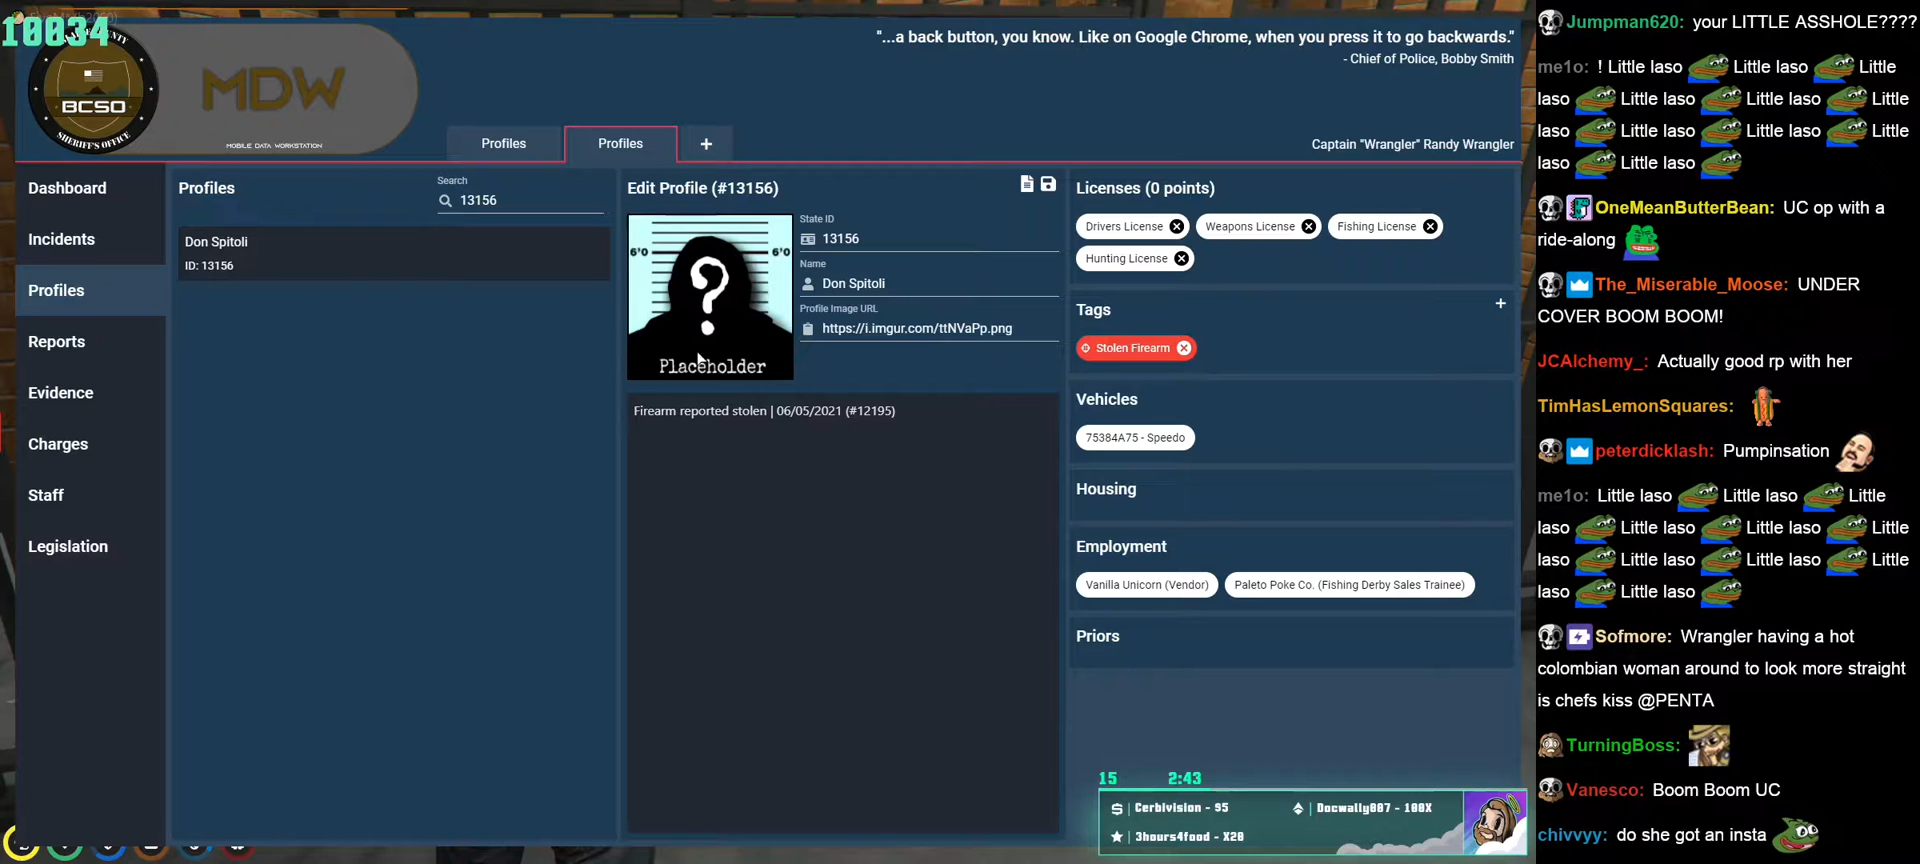 10034
BCSO
SHERIFF'S OFFICE
MDW
MOBILE DATA WORKSTATION
"...a back button, you know. Like on Google Chrome, when you press it to go backwards."
- Chief of Police, Bobby Smith
Profiles
Profiles
+
Captain "Wrangler" Randy Wrangler
Dashboard
Incidents
Profiles
Reports
Evidence
Charges
Staff
Legislation
Profiles
Search
13156
Don Spitoli
ID: 13156
Edit Profile (#13156)
6'0
6'0
?
Placeholder
State ID
13156
Name
Don Spitoli
Profile Image URL
https://i.imgur.com/ttNVaPp.png
Firearm reported stolen | 06/05/2021 (#12195)
Licenses (0 points)
Drivers License
Weapons License
Fishing License
Hunting License
Tags
+
Stolen Firearm
Vehicles
75384A75 - Speedo
Housing
Employment
Vanilla Unicorn (Vendor)
Paleto Poke Co. (Fishing Derby Sales Trainee)
Priors
15
2:43
Cerbivision - 95
Docwally007 - 100X
3hours4food - X20
Jumpman620: your LITTLE ASSHOLE????
me1o: ! Little laso Little laso Little
laso Little laso Little laso Little
laso Little laso Little laso Little
laso Little laso
OneMeanButterBean: UC op with a
ride-along
The_Miserable_Moose: UNDER
COVER BOOM BOOM!
JCAlchemy_: Actually good rp with her
TimHasLemonSquares:
peterdicklash: Pumpinsation
me1o: Little laso Little laso Little
laso Little laso Little laso Little
laso Little laso Little laso Little
laso Little laso
Sofmore: Wrangler having a hot
colombian woman around to look more straight
is chefs kiss @PENTA
TurningBoss:
Vanesco: Boom Boom UC
chivvyy: do she got an insta